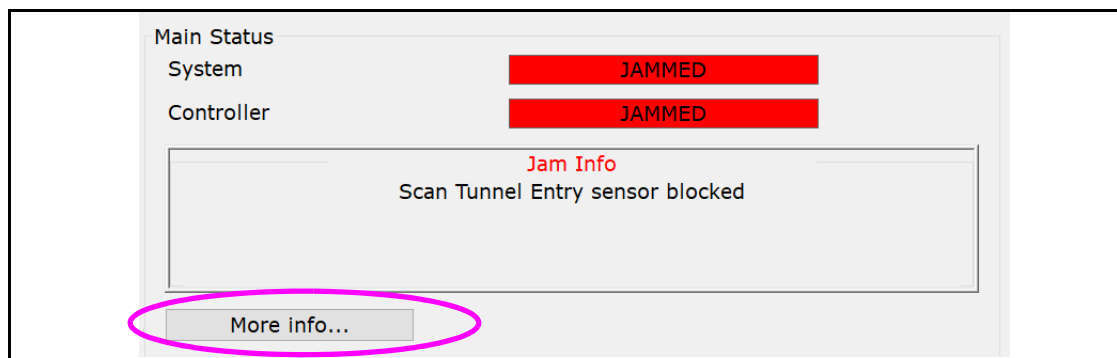 Main Status
System JAMMED
Controller JAMMED
Jam Info
Scan Tunnel Entry sensor blocked
More info...